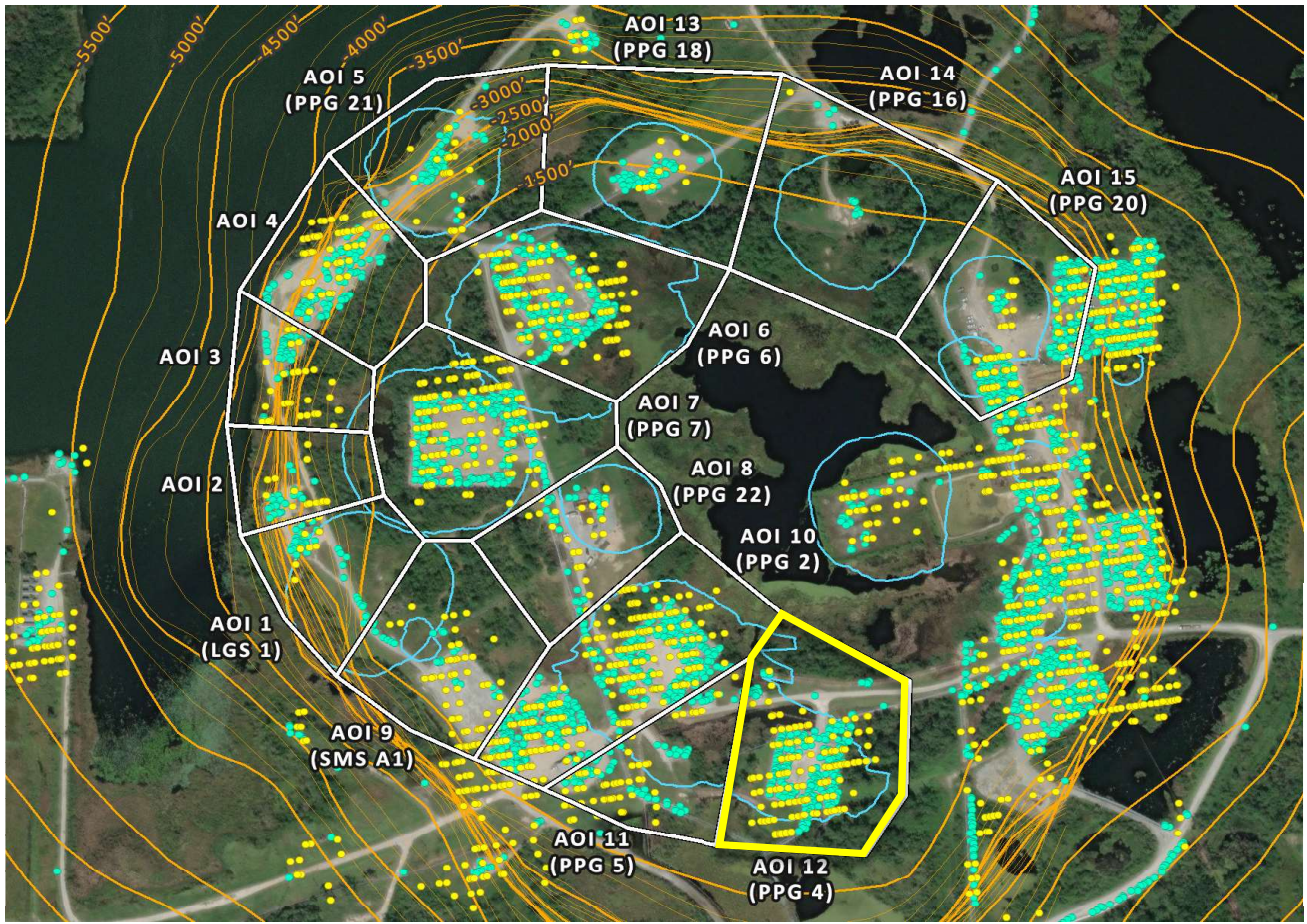 -5500'
-5000'
-4500'
-4000'
-3500'
-3000'
-2500'
-2000'
-1500'
AOI 13
(PPG 18)
AOI 5
(PPG 21)
AOI 14
(PPG 16)
AOI 15
(PPG 20)
AOI 4
AOI 3
AOI 6
(PPG 6)
AOI 7
(PPG 7)
AOI 2
AOI 8
(PPG 22)
AOI 10
(PPG 2)
AOI 1
(LGS 1)
AOI 9
(SMS A1)
AOI 11
(PPG 5)
AOI 12
(PPG 4)